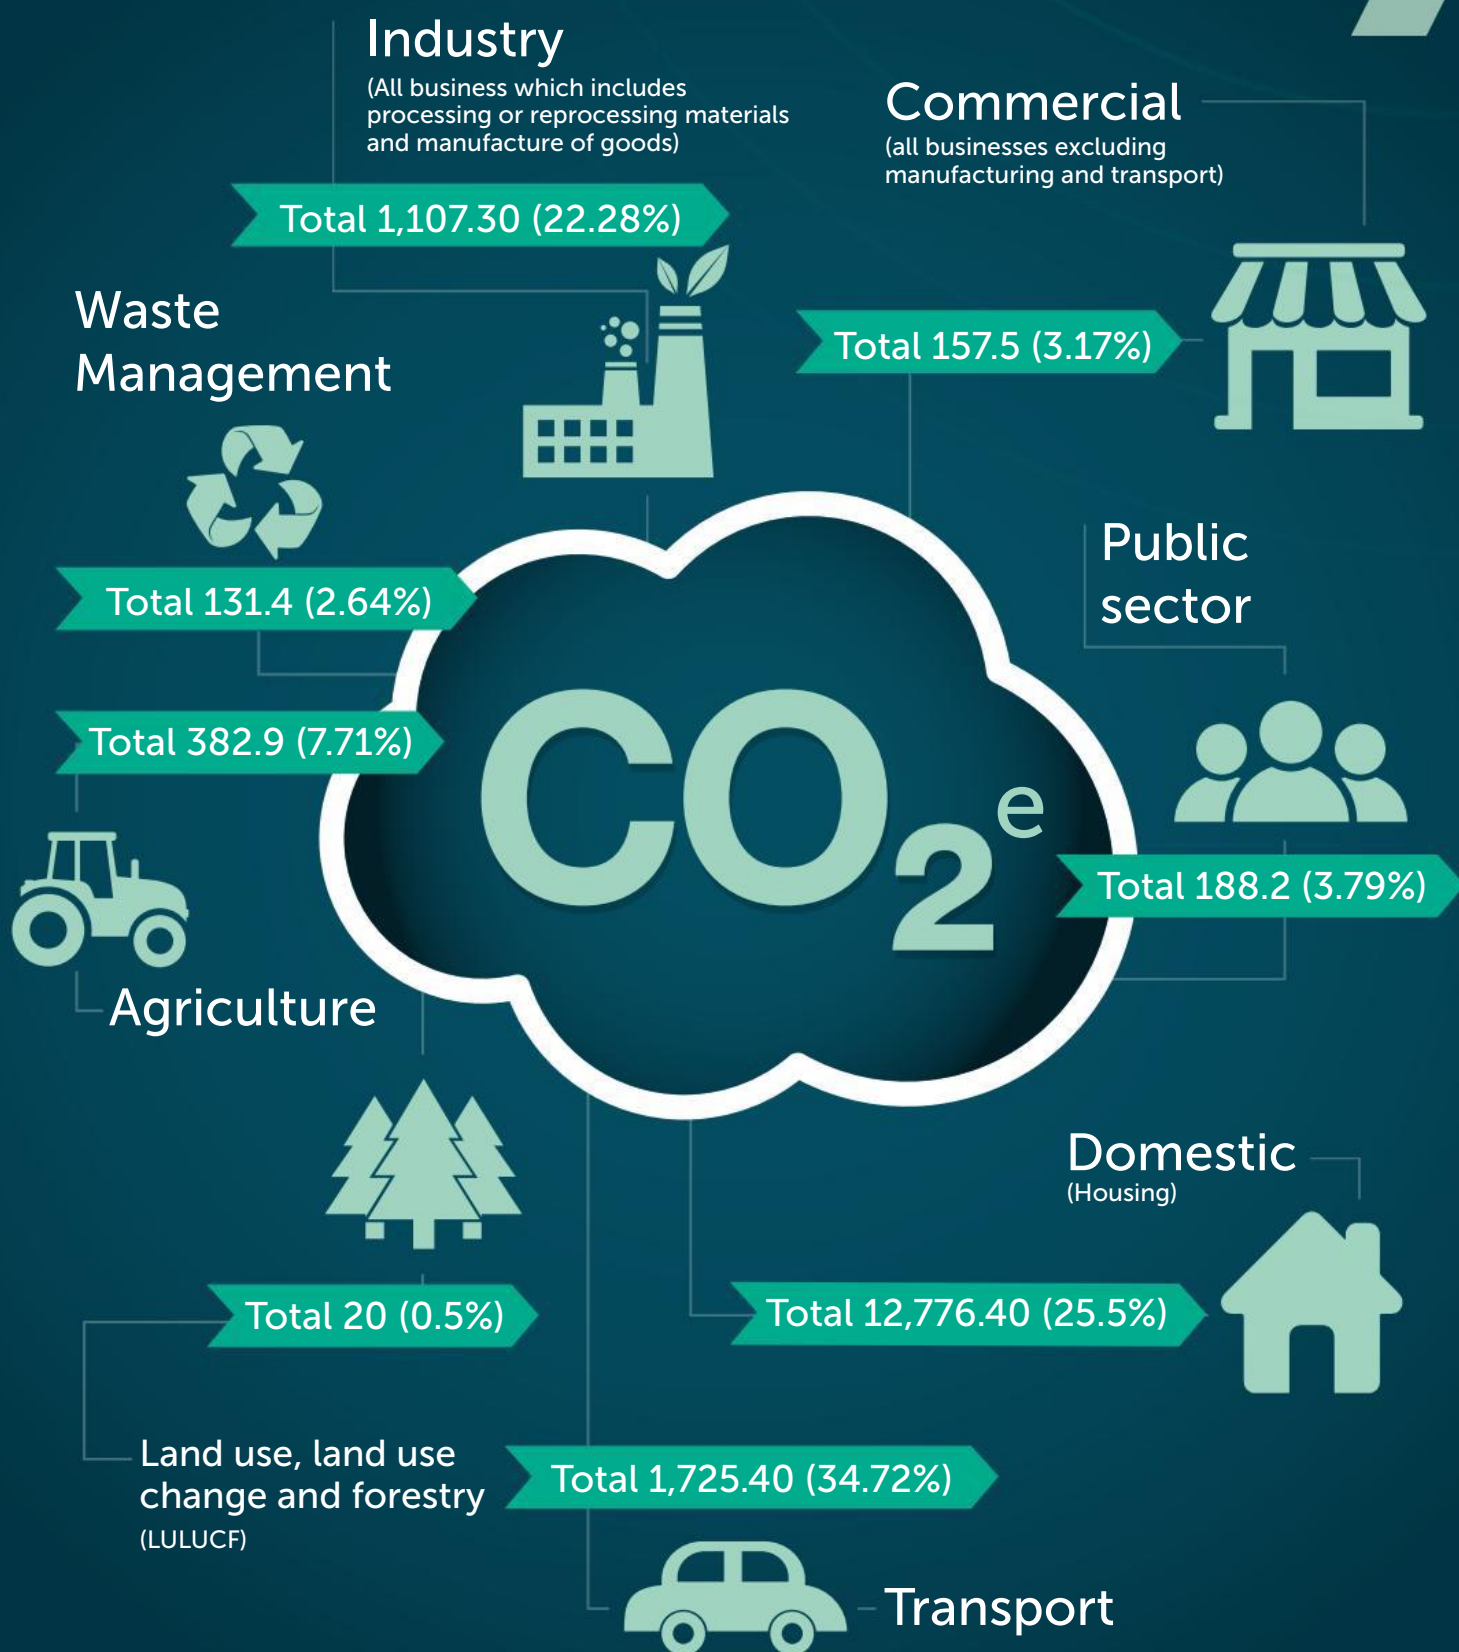 Industry
(All business which includes
processing or reprocessing materials
and manufacture of goods)
Total 1,107.30 (22.28%)
Commercial
(all businesses excluding
manufacturing and transport)
Total 157.5 (3.17%)
Waste
Management
Total 131.4 (2.64%)
Public
sector
Total 188.2 (3.79%)
CO₂e
Total 382.9 (7.71%)
Agriculture
Total 20 (0.5%)
Land use, land use
change and forestry
(LULUCF)
Domestic
(Housing)
Total 12,776.40 (25.5%)
Total 1,725.40 (34.72%)
Transport